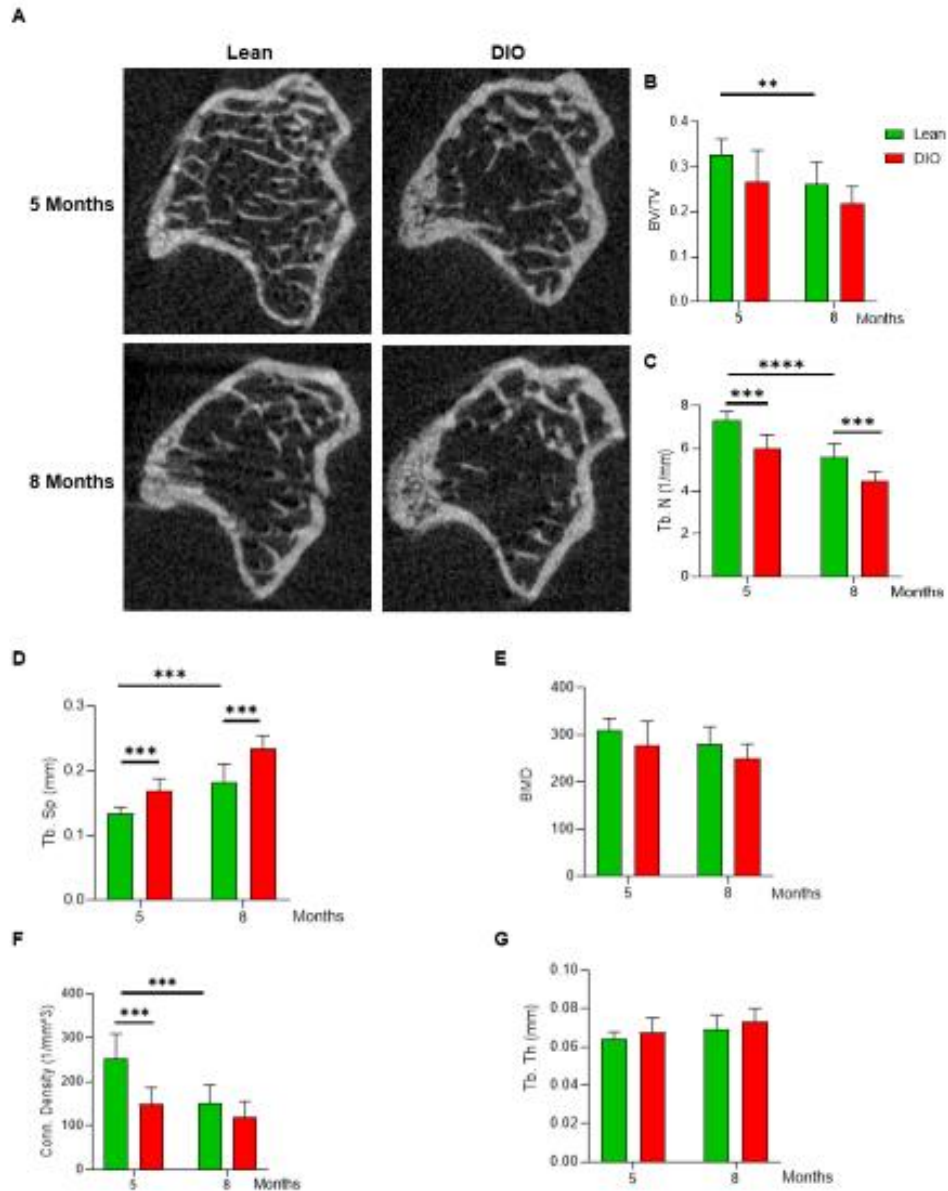 A
Lean
DIO
5 Months
8 Months
B
**
BV/TV
0.4
0.3
0.2
0.1
0.0
5
8
Months
Lean
DIO
C
****
***
***
Tb. N (1/mm)
8
6
4
2
0
5
8
Months
D
***
***
***
Tb. Sp (mm)
0.3
0.2
0.1
0.0
5
8
Months
E
BMD
400
300
200
100
0
5
8
Months
F
***
***
Conn. Density (1/mm^3)
400
300
200
100
0
5
8
Months
G
Tb. Th (mm)
0.10
0.08
0.06
0.04
0.02
0.00
5
8
Months